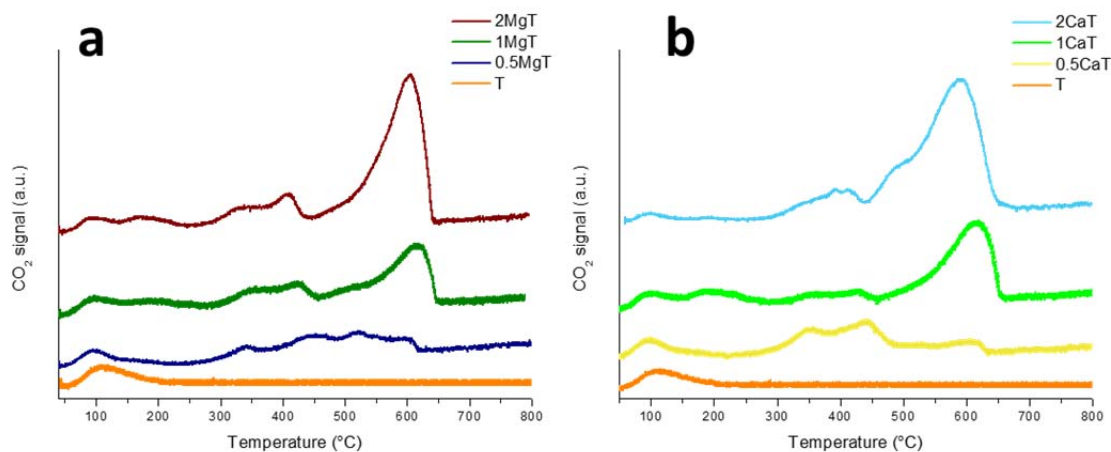 a
2MgT
1MgT
0.5MgT
T
CO2 signal (a.u.)
100 200 300 400 500 600 700 800
Temperature (°C)
b
2CaT
1CaT
0.5CaT
T
CO2 signal (a.u.)
100 200 300 400 500 600 700 800
Temperature (°C)